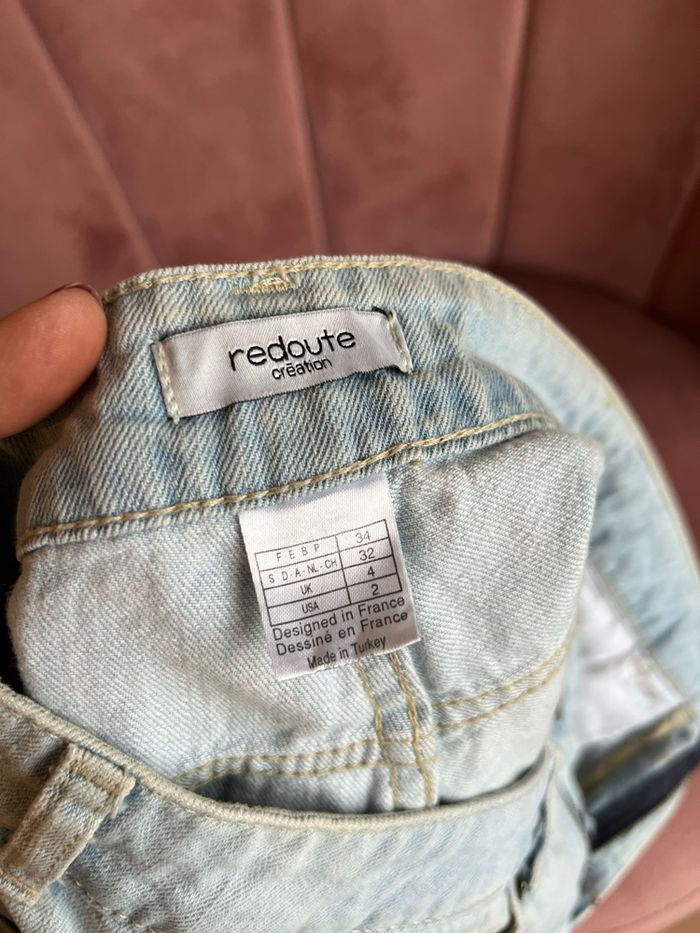 redoute
création
F E B P 34
S D - A - NL - CH 32
UK 4
USA 2
Designed in France
Dessiné en France
Made in Turkey